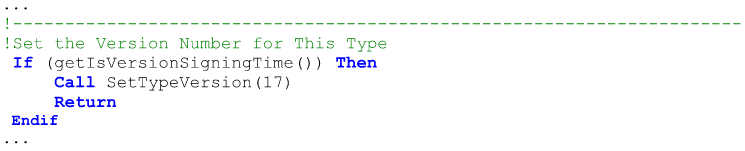 ...
!-------------------------------------------------------------------------
!Set the Version Number for This Type
If (getIsVersionSigningTime()) Then
Call SetTypeVersion(17)
Return
Endif
...